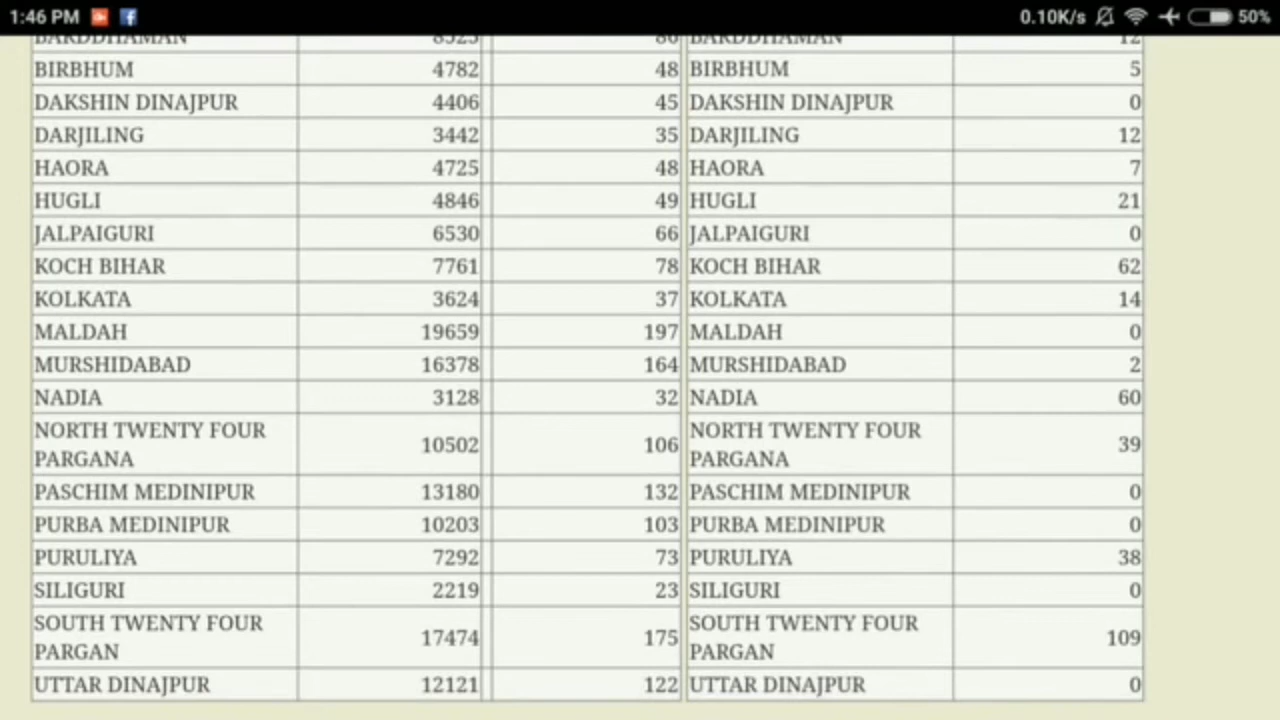 1:46 PM 0.10K/s 50%
BARDDHAMAN 8525 86 BARDDHAMAN 12
BIRBHUM 4782 48 BIRBHUM 5
DAKSHIN DINAJPUR 4406 45 DAKSHIN DINAJPUR 0
DARJILING 3442 35 DARJILING 12
HAORA 4725 48 HAORA 7
HUGLI 4846 49 HUGLI 21
JALPAIGURI 6530 66 JALPAIGURI 0
KOCH BIHAR 7761 78 KOCH BIHAR 62
KOLKATA 3624 37 KOLKATA 14
MALDAH 19659 197 MALDAH 0
MURSHIDABAD 16378 164 MURSHIDABAD 2
NADIA 3128 32 NADIA 60
NORTH TWENTY FOUR NORTH TWENTY FOUR
10502 106 39
PARGANA PARGANA
PASCHIM MEDINIPUR 13180 132 PASCHIM MEDINIPUR 0
PURBA MEDINIPUR 10203 103 PURBA MEDINIPUR 0
PURULIYA 7292 73 PURULIYA 38
SILIGURI 2219 23 SILIGURI 0
SOUTH TWENTY FOUR SOUTH TWENTY FOUR
17474 175 109
PARGAN PARGAN
UTTAR DINAJPUR 12121 122 UTTAR DINAJPUR 0